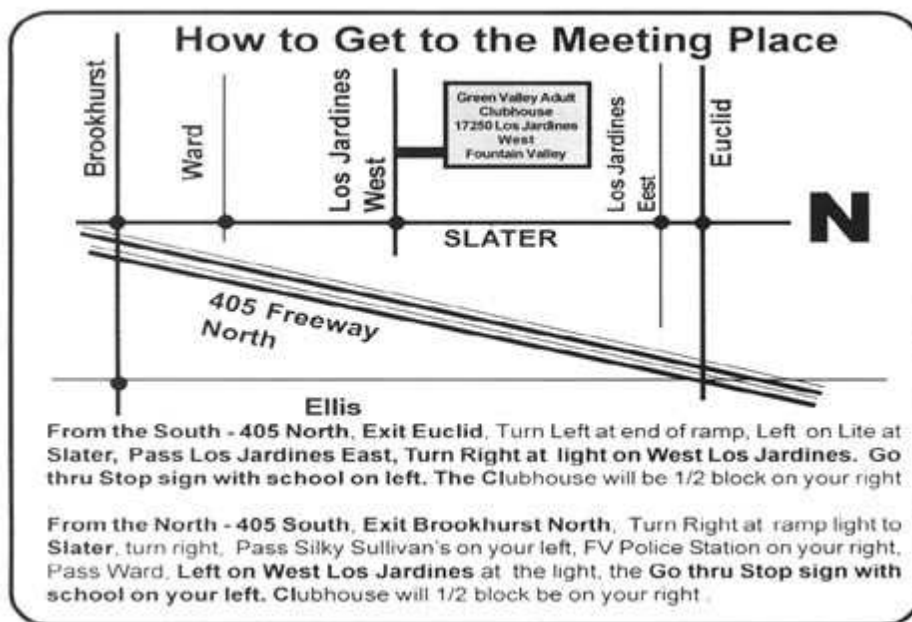 How to Get to the Meeting Place
Brookhurst
Ward
Los Jardines
West
Green Valley Adult
Clubhouse
17250 Los Jardines
West
Fountain Valley
Los Jardines
Eest
Euclid
N
SLATER
405 Freeway
North
Ellis
From the South - 405 North, Exit Euclid, Turn Left at end of ramp, Left on Lite at
Slater, Pass Los Jardines East, Turn Right at light on West Los Jardines. Go
thru Stop sign with school on left. The Clubhouse will be 1/2 block on your right
From the North - 405 South, Exit Brookhurst North, Turn Right at ramp light to
Slater, turn right, Pass Silky Sullivan's on your left, FV Police Station on your right,
Pass Ward, Left on West Los Jardines at the light, the Go thru Stop sign with
school on your left. Clubhouse will 1/2 block be on your right .